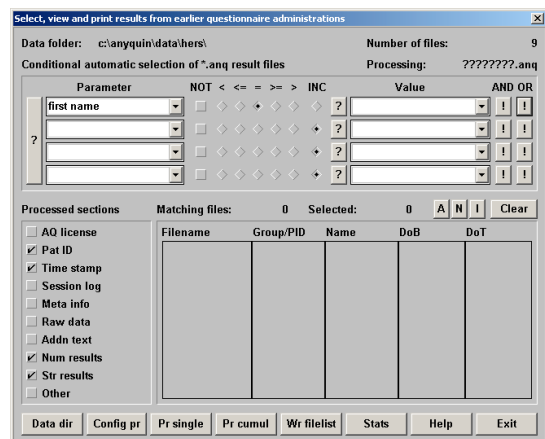 Select, view and print results from earlier questionnaire administrations
Data folder: c:\anyquin\data\hers\ Number of files: 9
Conditional automatic selection of *.anq result files Processing: ????????.anq
Parameter NOT < <= = >= > INC Value AND OR
first name ? ! !
? ! !
?
? ! !
? ! !
Processed sections Matching files: 0 Selected: 0 A N I Clear
AQ license Filename Group/PID Name DoB DoT
Pat ID
Time stamp
Session log
Meta info
Raw data
Addn text
Num results
Str results
Other
Data dir Config pr Pr single Pr cumul Wr filelist Stats Help Exit